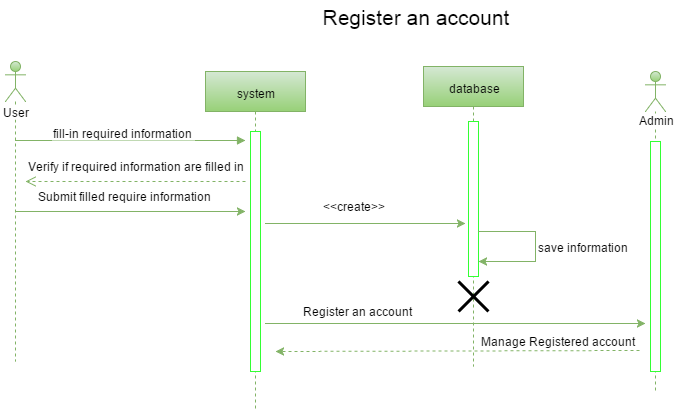 Register an account
User
system
database
Admin
fill-in required information
Verify if required information are filled in
Submit filled require information
<<create>>
save information
Register an account
Manage Registered account